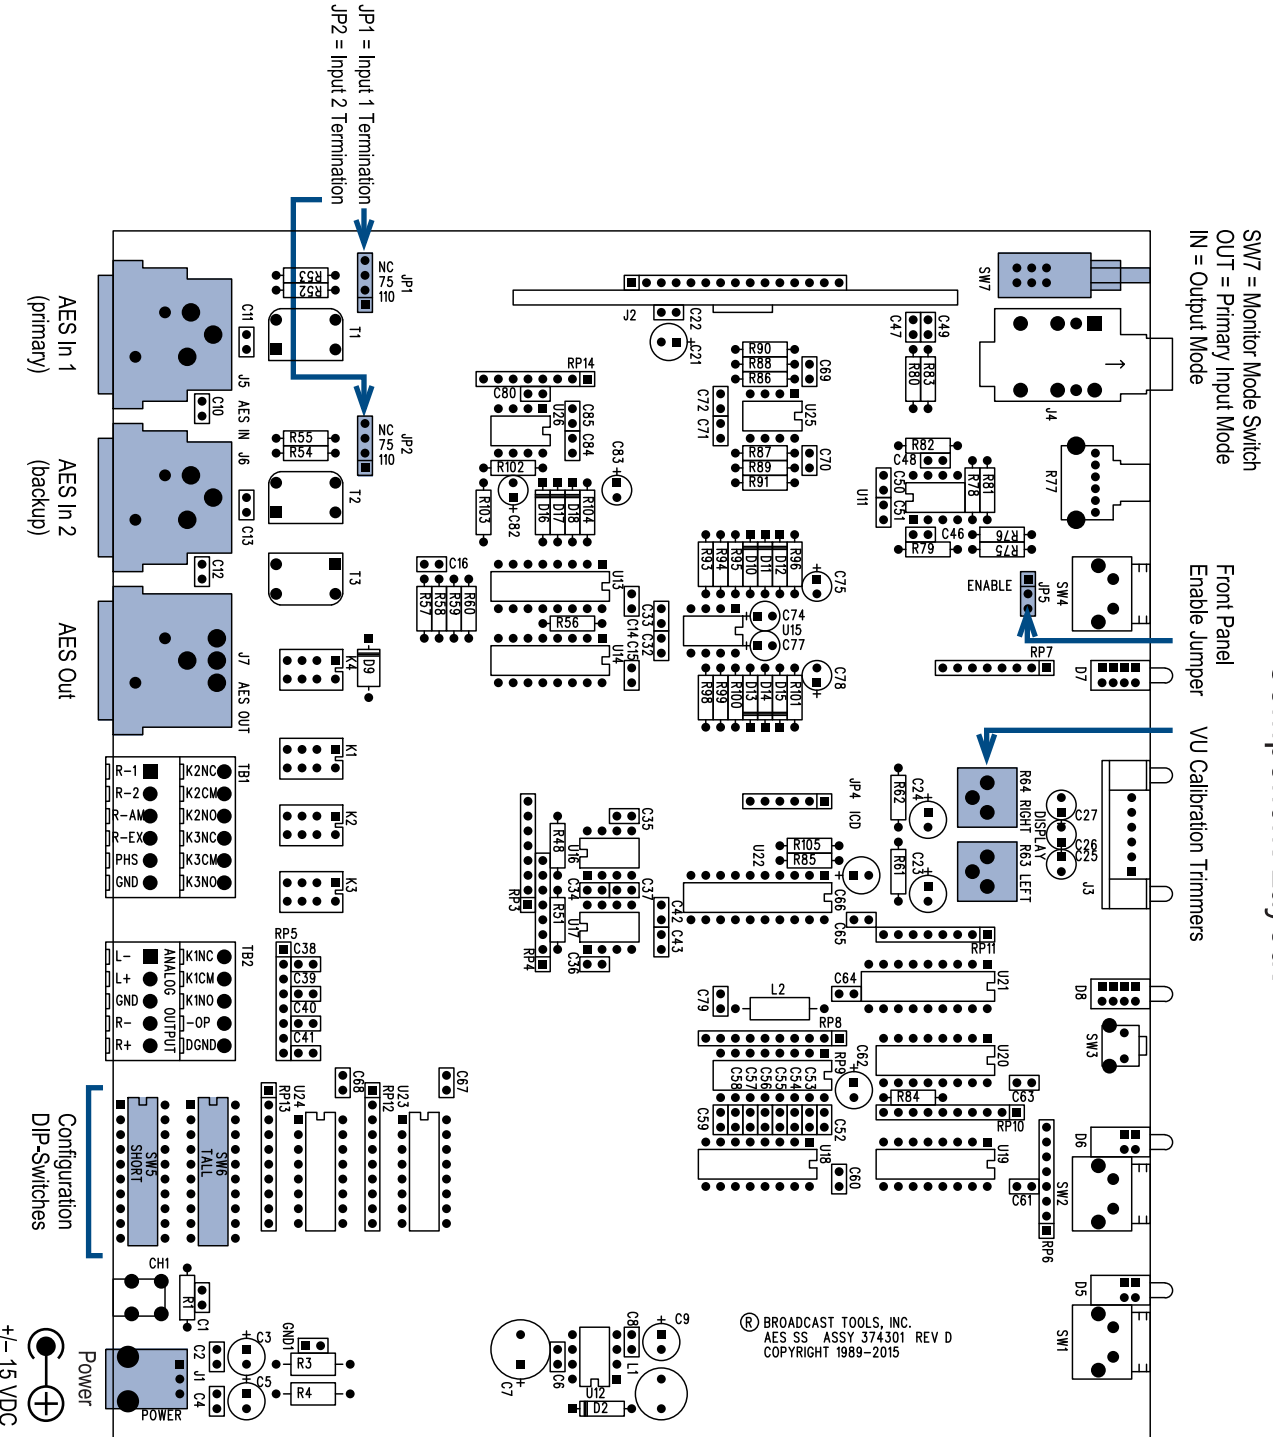 SW7 = Monitor Mode Switch
OUT = Primary Input Mode
IN = Output Mode
Front Panel
Enable Jumper
VU Calibration Trimmers
JP1 = Input 1 Termination
JP2 = Input 2 Termination
SW7
J4
R77
SW4
JP5
ENABLE
RP7
D7
R64 RIGHT
DISPLAY
R63 LEFT
C27
C26
C25
J3
D8
SW3
D6
SW2
RP6
D5
SW1
C47
C49
R80
R83
R82
C48
C50
C51
U11
R78
R81
C46
R79
R76
R75
J2
C22
C21
R90
R88
R86
C69
C72
C71
U25
R87
R89
R91
C70
R93
R94
R95
D10
D11
D12
R96
C75
C74
U15
C77
C78
R98
R99
R100
D13
D14
D15
R101
JP4 ICD
R62
C24
R61
C23
R105
R85
U22
C66
C65
RP11
U21
C64
L2
C79
RP8
RP9
C62
U20
C63
R84
RP10
C58
C57
C56
C55
C54
C53
C59
C52
U18
C60
U19
C61
RP14
C80
U26
C85
C84
C83
R102
R103
C82
D16
D17
D18
R104
C16
R57
R58
R59
R60
U13
R56
U14
C33
C14
C32
C15
C35
R48
U16
C34
C37
R51
U17
RP3
RP4
C36
C42
C43
JP1
NC
75
110
R53
R52
T1
C11
J5
AES IN
C10
JP2
NC
75
110
R55
R54
T2
J6
C13
C12
T3
J7
AES OUT
K4
D9
K1
K2
K3
TB1
R-1
R-2
R-AM
R-EX
PHS
GND
K2NC
K2CM
K2NO
K3NC
K3CM
K3NO
TB2
L-
L+
GND
R-
R+
ANALOG OUTPUT
K1NC
K1CM
K1NO
-OP
DGND
RP5
C38
C39
C40
C41
C68
C67
RP13
U24
RP12
U23
SW5
SHORT
SW6
TALL
CH1
R1
C1
C2
C3
GND1
R3
R4
J1
C4
C5
POWER
C7
C6
U12
C8
L1
C9
D2
® BROADCAST TOOLS, INC.
AES SS ASSY 374301 REV D
COPYRIGHT 1989-2015
AES In 1
(primary)
AES In 2
(backup)
AES Out
Configuration
DIP-Switches
Power
+/- 15 VDC